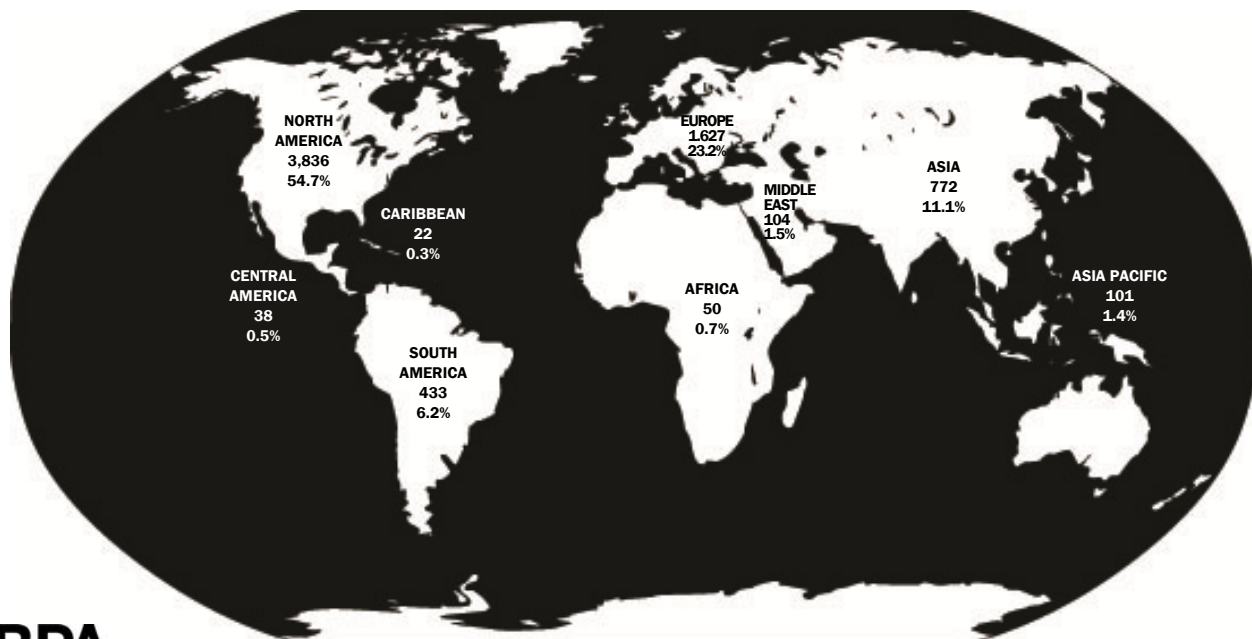 NORTH
AMERICA
3,836
54.7%
CARIBBEAN
22
0.3%
CENTRAL
AMERICA
38
0.5%
SOUTH
AMERICA
433
6.2%
EUROPE
1.627
23.2%
MIDDLE
EAST
104
1.5%
AFRICA
50
0.7%
ASIA
772
11.1%
ASIA PACIFIC
101
1.4%